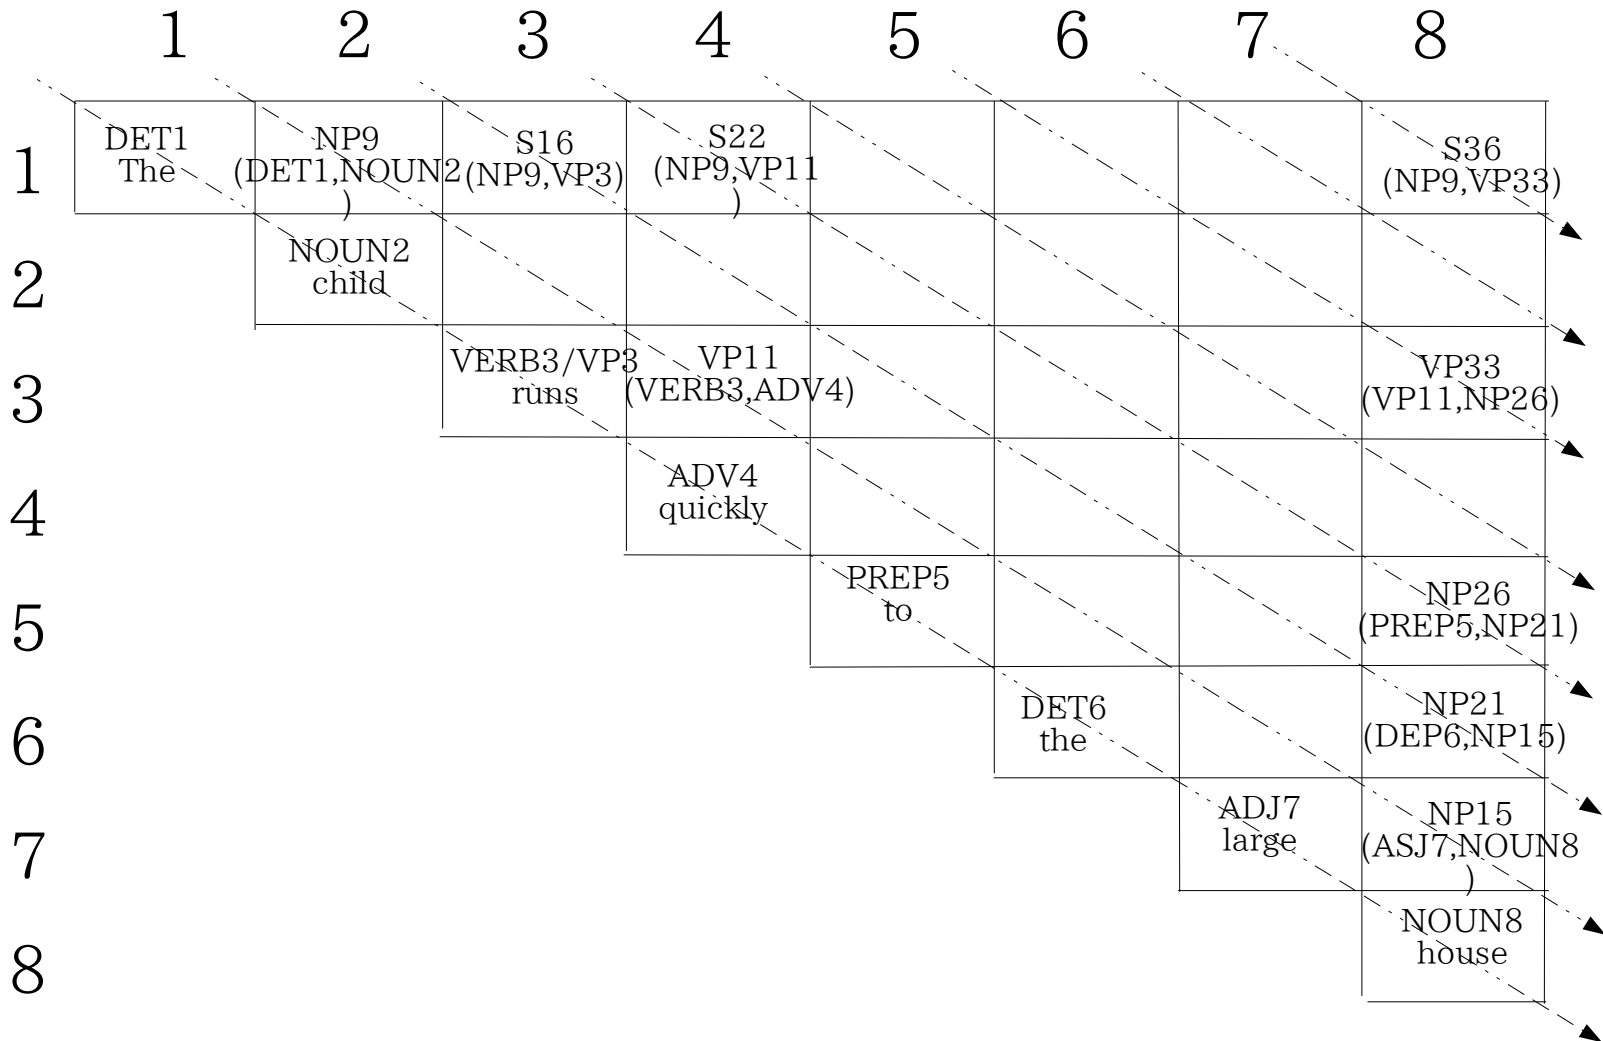 1 2 3 4 5 6 7 8
1
DET1
The
NP9
(DET1,NOUN2
)
S16
(NP9,VP3)
S22
(NP9,VP11
)
S36
(NP9,VP33)
2
NOUN2
child
3
VERB3/VP3
runs
VP11
(VERB3,ADV4)
VP33
(VP11,NP26)
4
ADV4
quickly
5
PREP5
to
NP26
(PREP5,NP21)
6
DET6
the
NP21
(DEP6,NP15)
7
ADJ7
large
NP15
(ASJ7,NOUN8
)
8
NOUN8
house